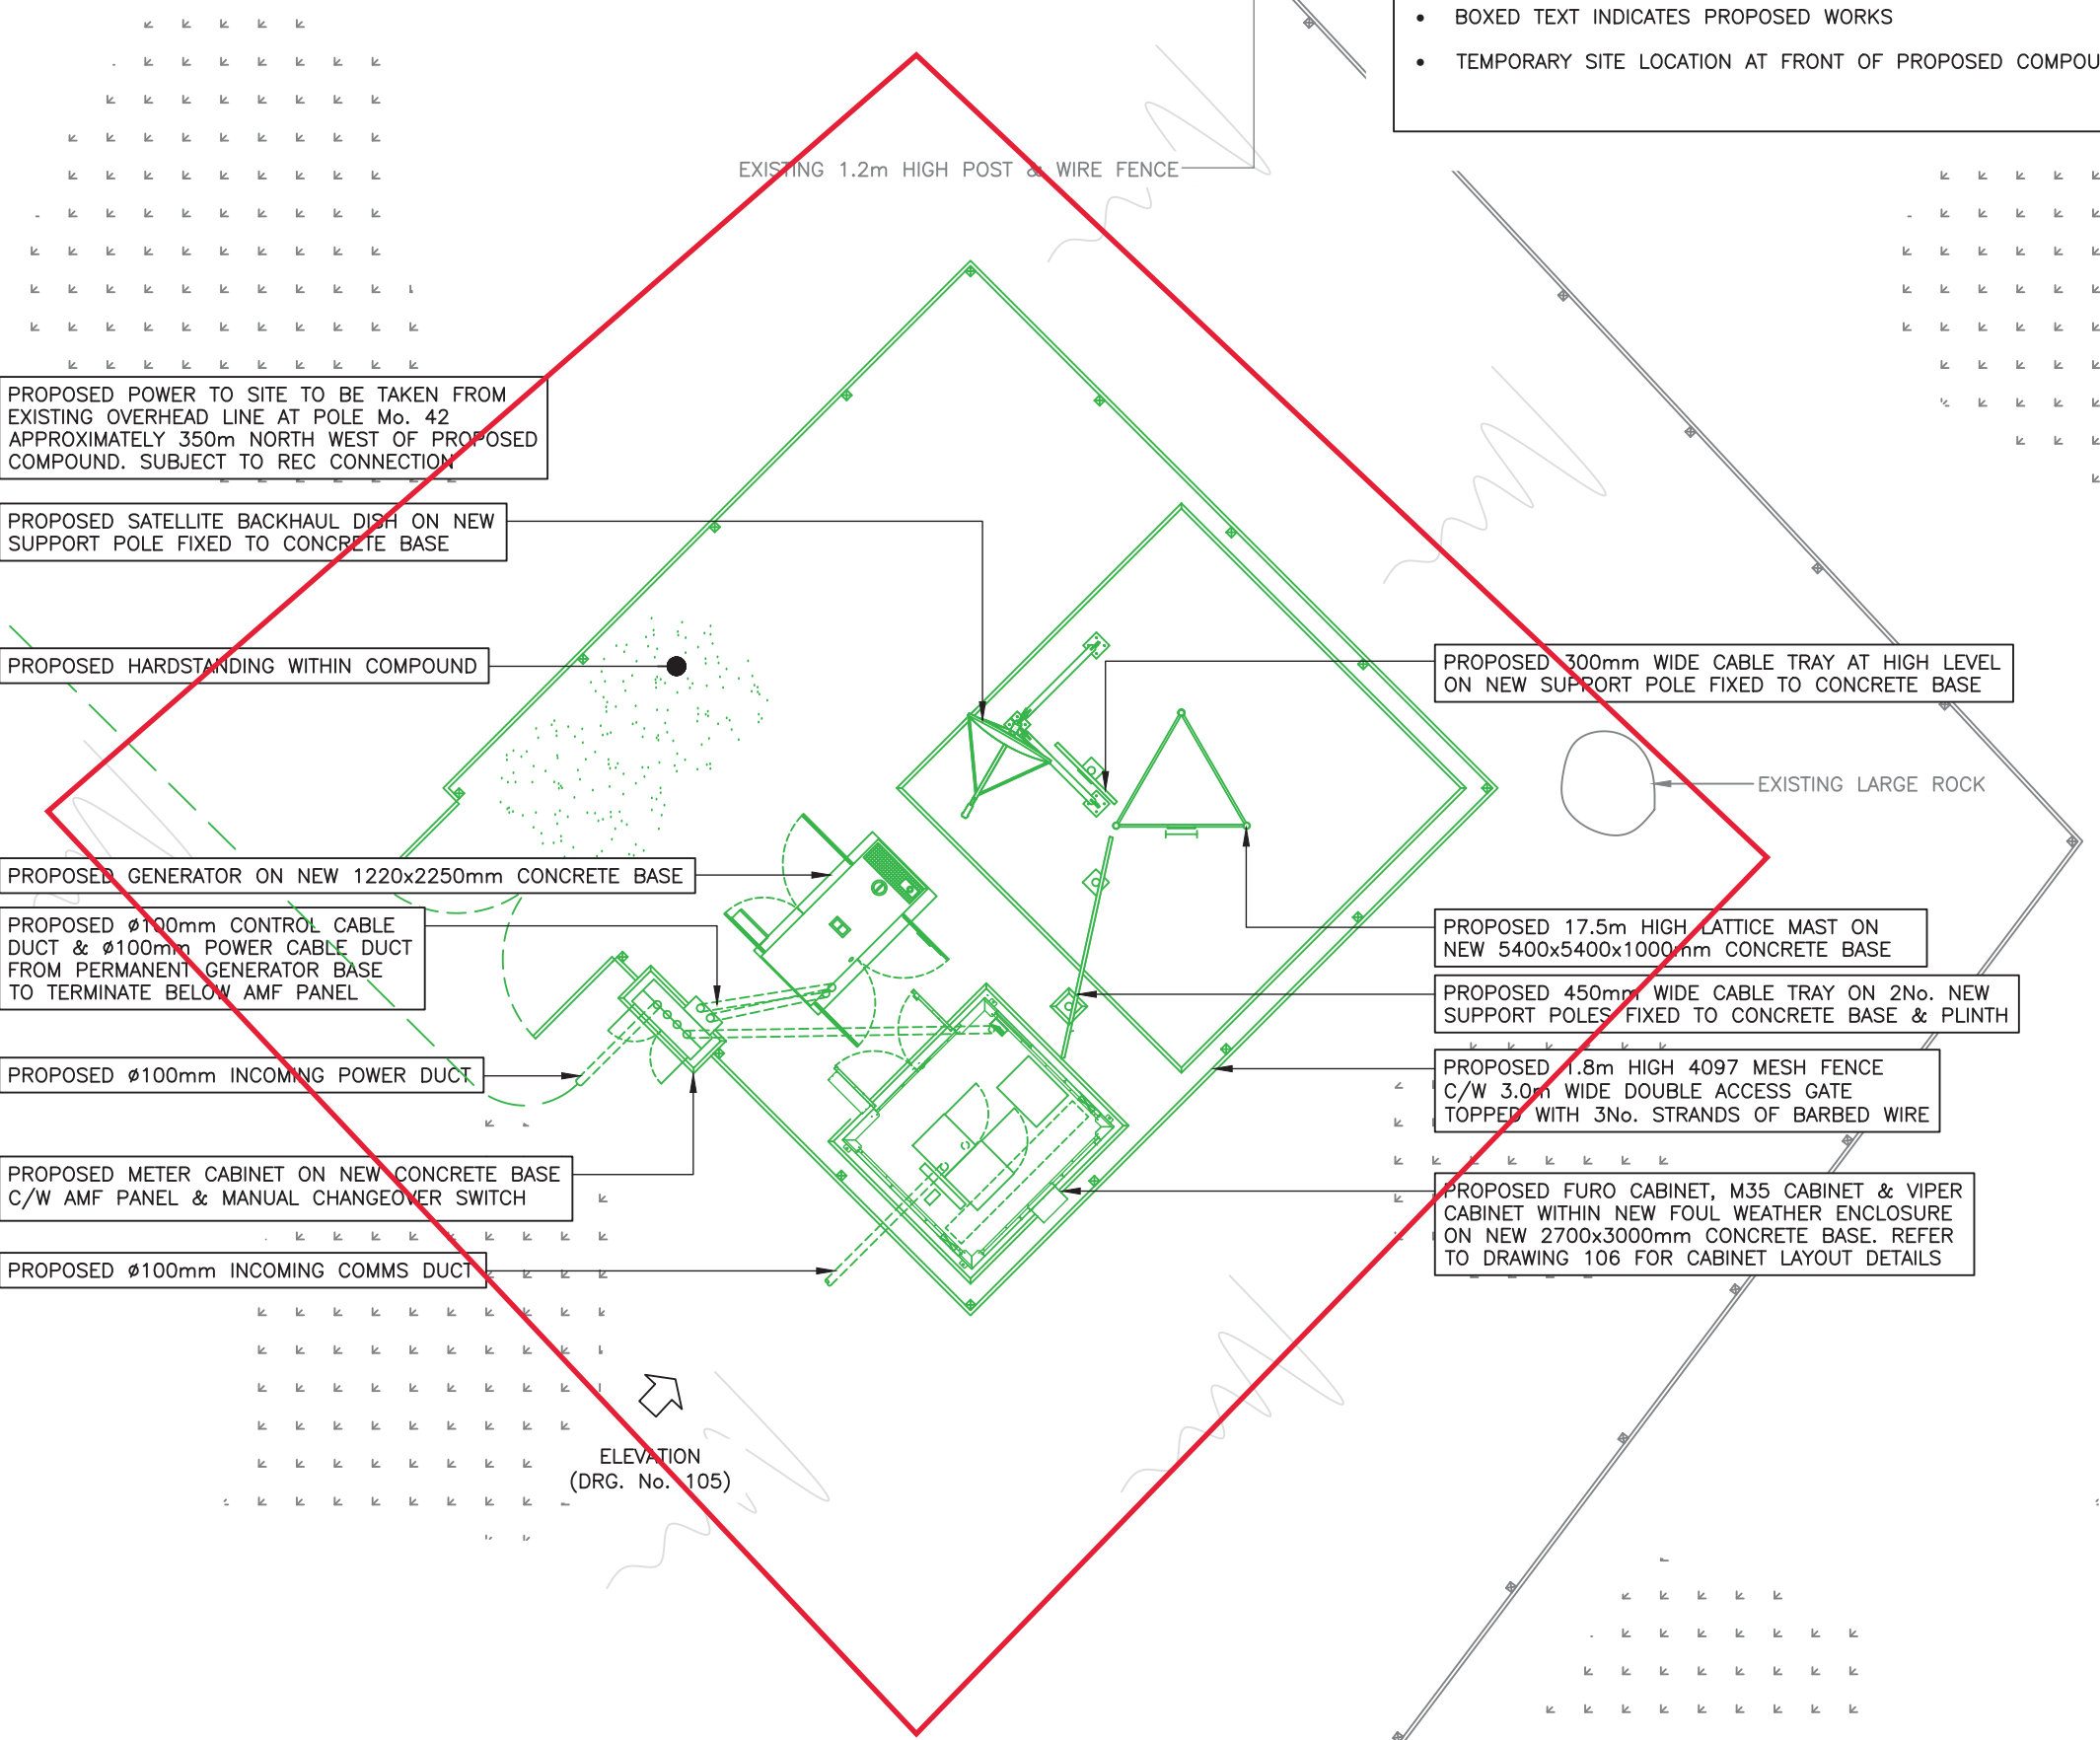 • BOXED TEXT INDICATES PROPOSED WORKS
• TEMPORARY SITE LOCATION AT FRONT OF PROPOSED COMPOU
EXISTING 1.2m HIGH POST & WIRE FENCE
PROPOSED POWER TO SITE TO BE TAKEN FROM
EXISTING OVERHEAD LINE AT POLE Mo. 42
APPROXIMATELY 350m NORTH WEST OF PROPOSED
COMPOUND. SUBJECT TO REC CONNECTION
PROPOSED SATELLITE BACKHAUL DISH ON NEW
SUPPORT POLE FIXED TO CONCRETE BASE
PROPOSED HARDSTANDING WITHIN COMPOUND
PROPOSED GENERATOR ON NEW 1220x2250mm CONCRETE BASE
PROPOSED ø100mm CONTROL CABLE
DUCT & ø100mm POWER CABLE DUCT
FROM PERMANENT GENERATOR BASE
TO TERMINATE BELOW AMF PANEL
PROPOSED ø100mm INCOMING POWER DUCT
PROPOSED METER CABINET ON NEW CONCRETE BASE
C/W AMF PANEL & MANUAL CHANGEOVER SWITCH
PROPOSED ø100mm INCOMING COMMS DUCT
PROPOSED 300mm WIDE CABLE TRAY AT HIGH LEVEL
ON NEW SUPPORT POLE FIXED TO CONCRETE BASE
EXISTING LARGE ROCK
PROPOSED 17.5m HIGH LATTICE MAST ON
NEW 5400x5400x1000mm CONCRETE BASE
PROPOSED 450mm WIDE CABLE TRAY ON 2No. NEW
SUPPORT POLES FIXED TO CONCRETE BASE & PLINTH
PROPOSED 1.8m HIGH 4097 MESH FENCE
C/W 3.0m WIDE DOUBLE ACCESS GATE
TOPPED WITH 3No. STRANDS OF BARBED WIRE
PROPOSED FURO CABINET, M35 CABINET & VIPER
CABINET WITHIN NEW FOUL WEATHER ENCLOSURE
ON NEW 2700x3000mm CONCRETE BASE. REFER
TO DRAWING 106 FOR CABINET LAYOUT DETAILS
ELEVATION
(DRG. No. 105)